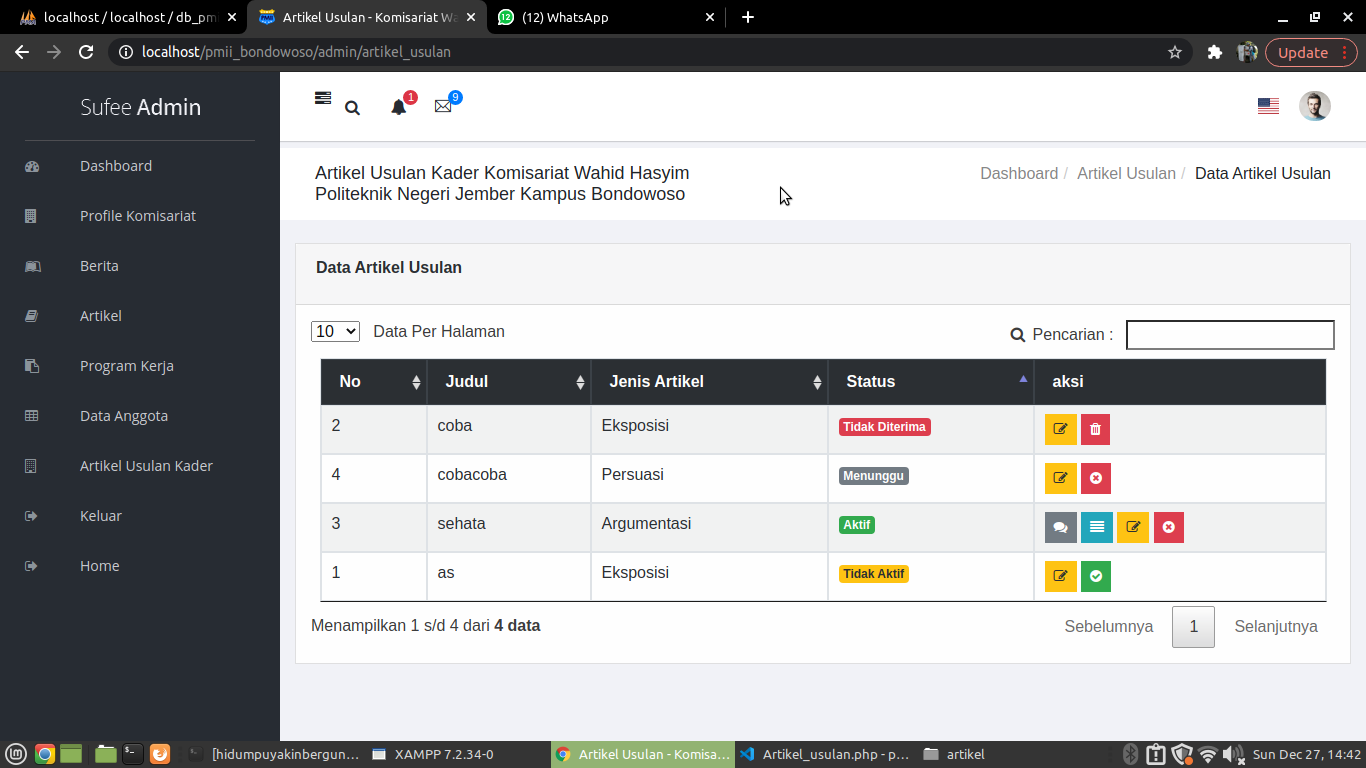 localhost / localhost / db_pm
Artikel Usulan - Komisariat Wa
(12) WhatsApp
localhost/pmii_bondowoso/admin/artikel_usulan
Update
Sufee Admin
1
9
Dashboard
Profile Komisariat
Berita
Artikel
Program Kerja
Data Anggota
Artikel Usulan Kader
Keluar
Home
Artikel Usulan Kader Komisariat Wahid Hasyim
Politeknik Negeri Jember Kampus Bondowoso
Dashboard / Artikel Usulan / Data Artikel Usulan
Data Artikel Usulan
10 Data Per Halaman
Pencarian :
No Judul Jenis Artikel Status aksi
2 coba Eksposisi Tidak Diterima
4 cobacoba Persuasi Menunggu
3 sehata Argumentasi Aktif
1 as Eksposisi Tidak Aktif
Menampilkan 1 s/d 4 dari 4 data
Sebelumnya 1 Selanjutnya
[hidumpuyakinbergun... XAMPP 7.2.34-0 Artikel Usulan - Komisa... Artikel_usulan.php - p... artikel Sun Dec 27, 14:42